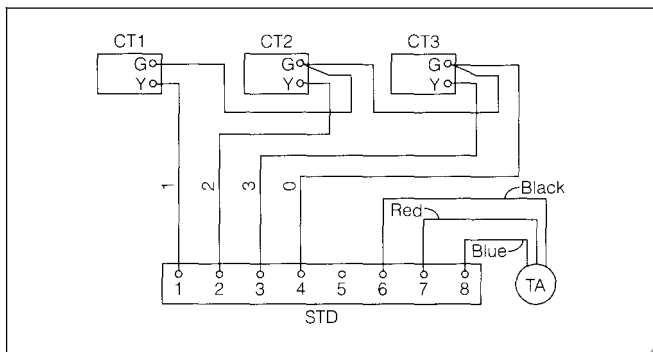 CT1 CT2 CT3
G G G
Y Y Y
1 2 3 0
Black
Red
Blue
1 2 3 4 5 6 7 8 TA
STD